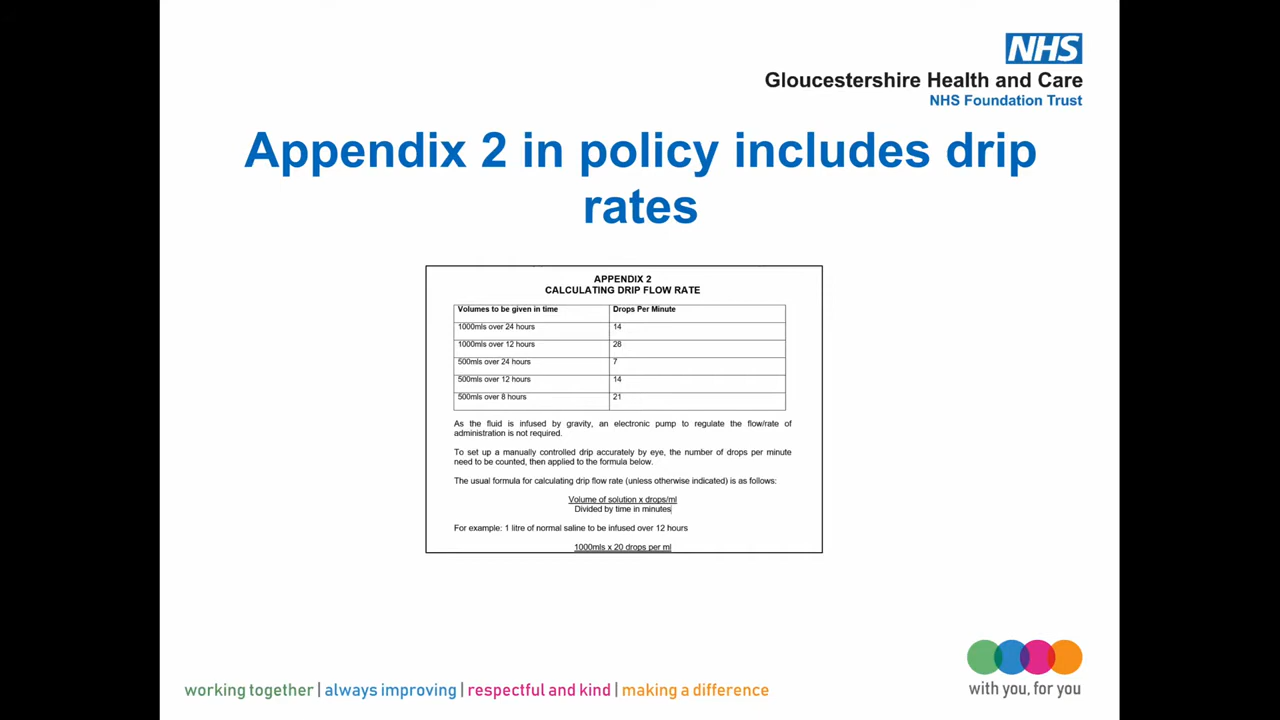 NHS
Gloucestershire Health and Care
NHS Foundation Trust
Appendix 2 in policy includes drip
rates
APPENDIX 2
CALCULATING DRIP FLOW RATE
Volumes to be given in time Drops Per Minute
1000mls over 24 hours 14
1000mls over 12 hours 28
500mls over 24 hours 7
500mls over 12 hours 14
500mls over 8 hours 21
As the fluid is infused by gravity, an electronic pump to regulate the flow/rate of
administration is not required.
To set up a manually controlled drip accurately by eye, the number of drops per minute
need to be counted, then applied to the formula below.
The usual formula for calculating drip flow rate (unless otherwise indicated) is as follows:
Volume of solution x drops/ml
Divided by time in minutes
For example: 1 litre of normal saline to be infused over 12 hours
1000mls x 20 drops per ml
with you, for you
working together | always improving | respectful and kind | making a difference